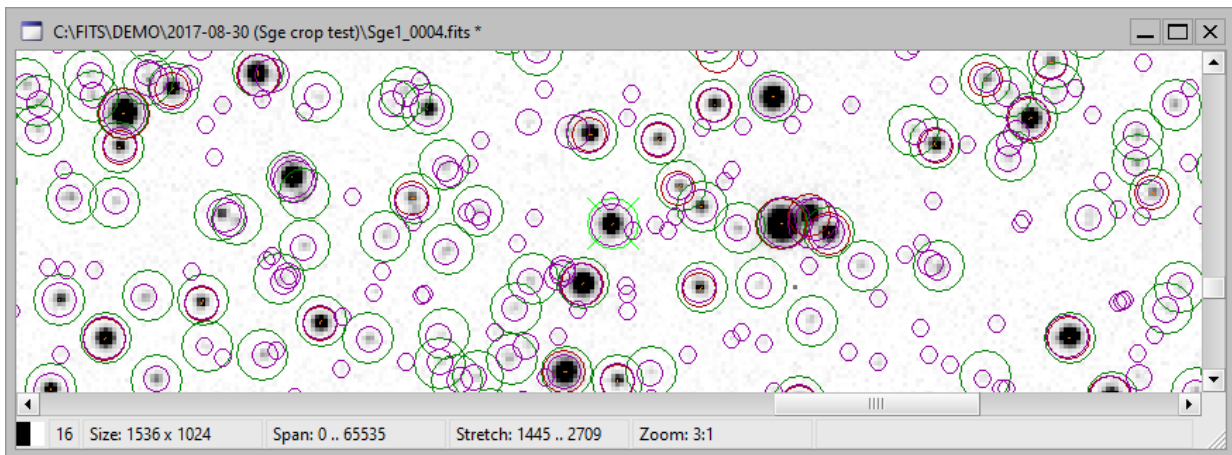 C:\FITS\DEMO\2017-08-30 (Sge crop test)\Sge1_0004.fits *
16 Size: 1536 x 1024 Span: 0 .. 65535 Stretch: 1445 .. 2709 Zoom: 3:1